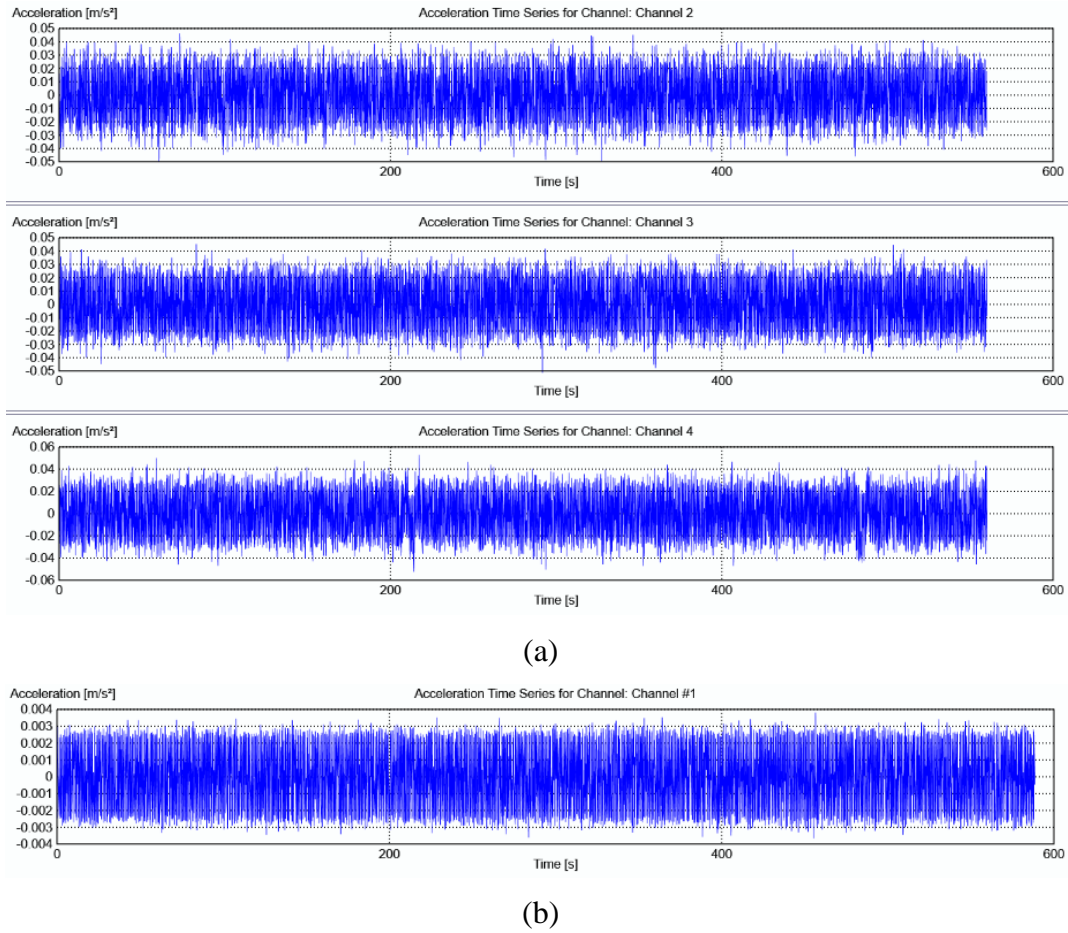 Acceleration [m/s²] Acceleration Time Series for Channel: Channel 2
0.05
0.04
0.03
0.02
0.01
0
-0.01
-0.02
-0.03
-0.04
-0.05
0 200 400 600
Time [s]
Acceleration [m/s²] Acceleration Time Series for Channel: Channel 3
0.05
0.04
0.03
0.02
0.01
0
-0.01
-0.02
-0.03
-0.04
-0.05
0 200 400 600
Time [s]
Acceleration [m/s²] Acceleration Time Series for Channel: Channel 4
0.06
0.04
0.02
0
-0.02
-0.04
-0.06
0 200 400 600
Time [s]
(a)
Acceleration [m/s²] Acceleration Time Series for Channel: Channel #1
0.004
0.003
0.002
0.001
0
-0.001
-0.002
-0.003
-0.004
0 200 400 600
Time [s]
(b)